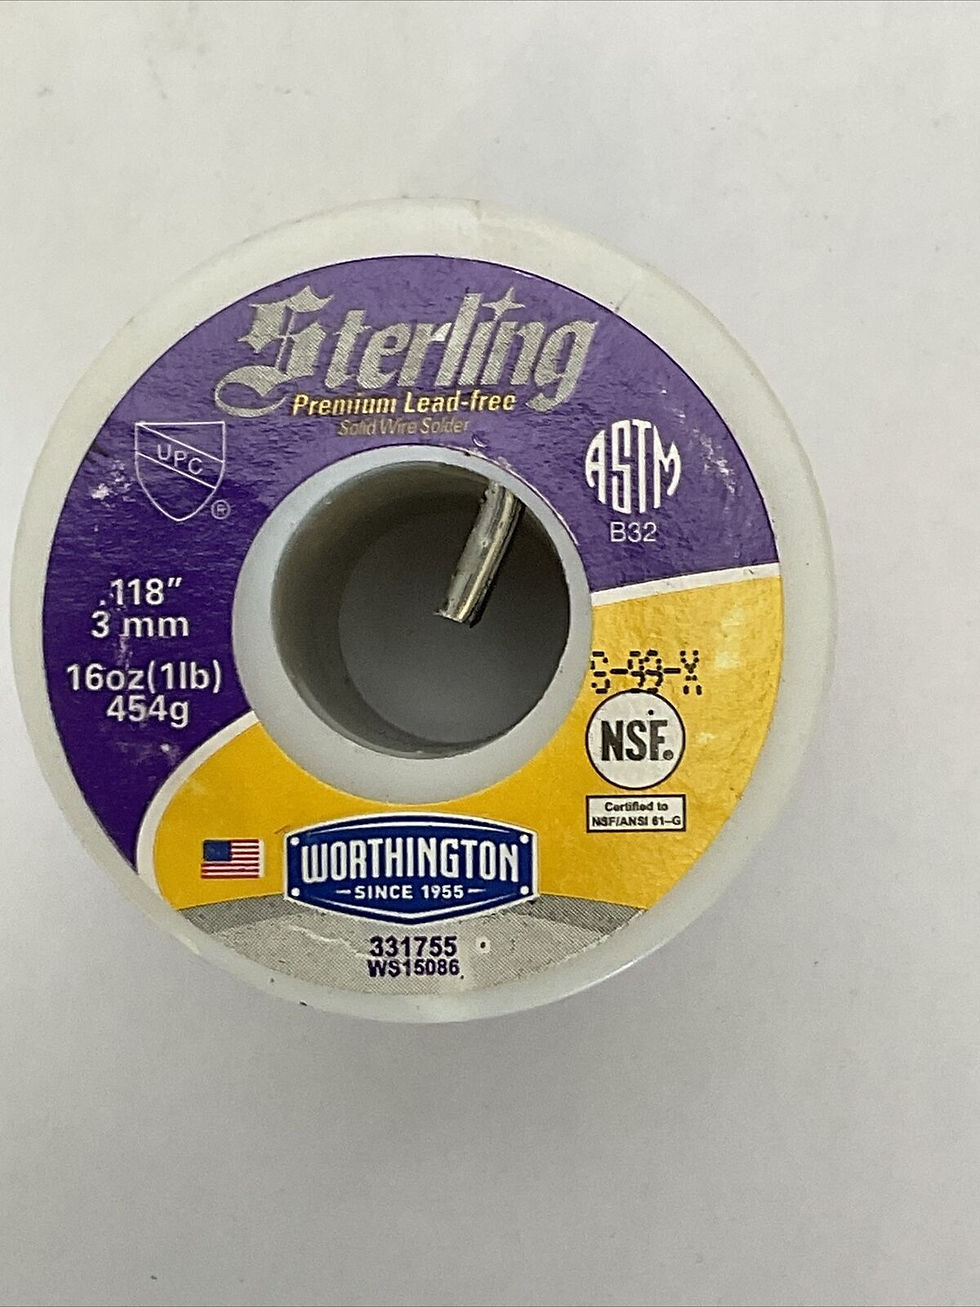 Sterling
Premium Lead-free
Solid Wire Solder
UPC
®
ASTM
B32
.118"
3 mm
16oz(1lb)
454g
NSF®
Certified to
NSF/ANSI 61-G
WORTHINGTON
SINCE 1955
331755
WS15086